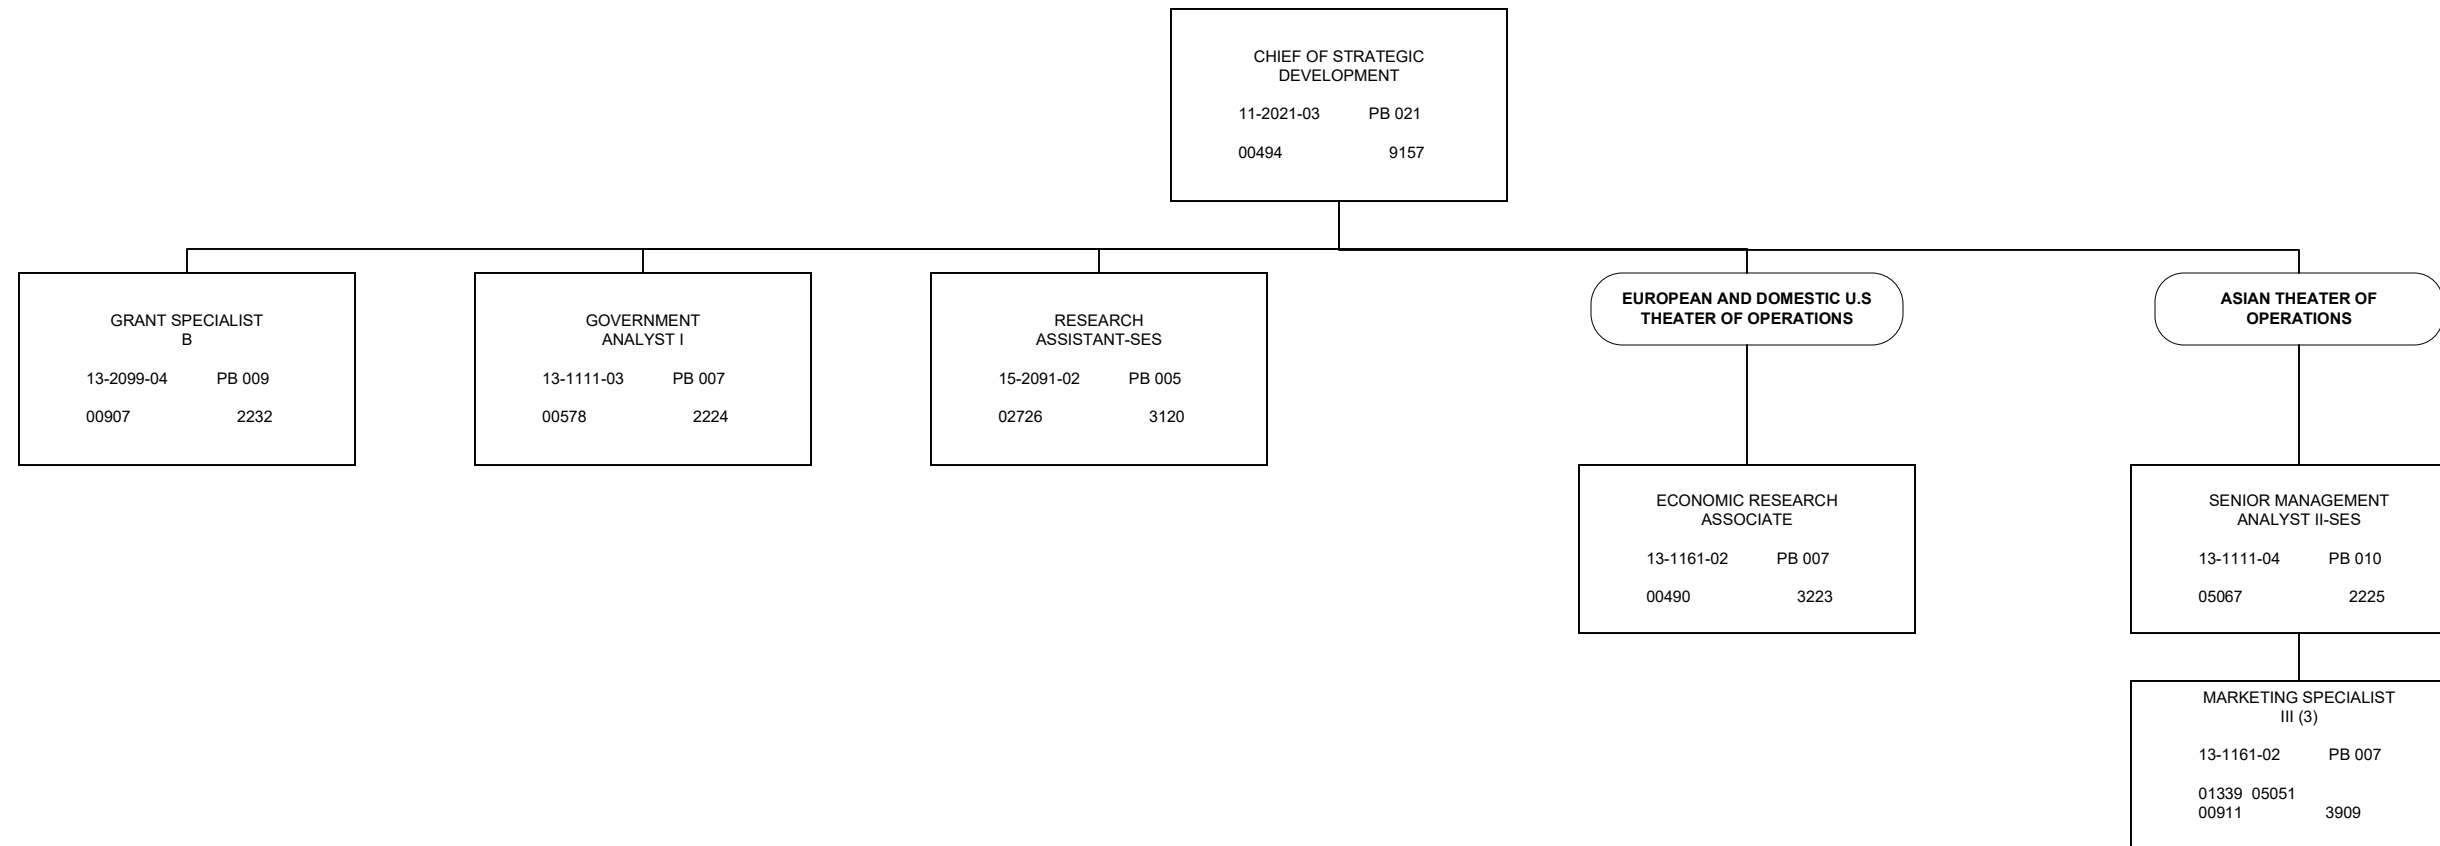 CHIEF OF STRATEGIC
DEVELOPMENT
11-2021-03 PB 021
00494 9157
GRANT SPECIALIST
B
13-2099-04 PB 009
00907 2232
GOVERNMENT
ANALYST I
13-1111-03 PB 007
00578 2224
RESEARCH
ASSISTANT-SES
15-2091-02 PB 005
02726 3120
EUROPEAN AND DOMESTIC U.S
THEATER OF OPERATIONS
ECONOMIC RESEARCH
ASSOCIATE
13-1161-02 PB 007
00490 3223
ASIAN THEATER OF
OPERATIONS
SENIOR MANAGEMENT
ANALYST II-SES
13-1111-04 PB 010
05067 2225
MARKETING SPECIALIST
III (3)
13-1161-02 PB 007
01339 05051
00911 3909